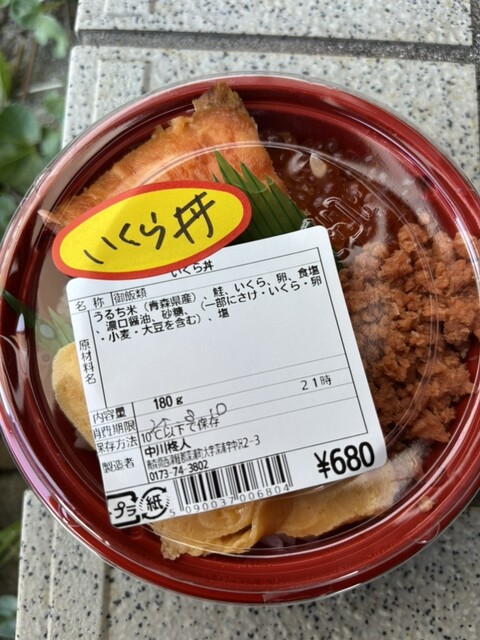 いくら丼
いくら丼
名称 御飯類
原材料名 うるち米(青森県産)、鮭、いくら、卵、食塩
、濃口醤油、砂糖、(一部にさけ・いくら・卵
・小麦・大豆を含む)、塩
内容量 180g
消費期限 21時
保存方法 10℃以下で保存
製造者 中川柊人
0173-74-3802
¥680
プラ 紙
5090037006804